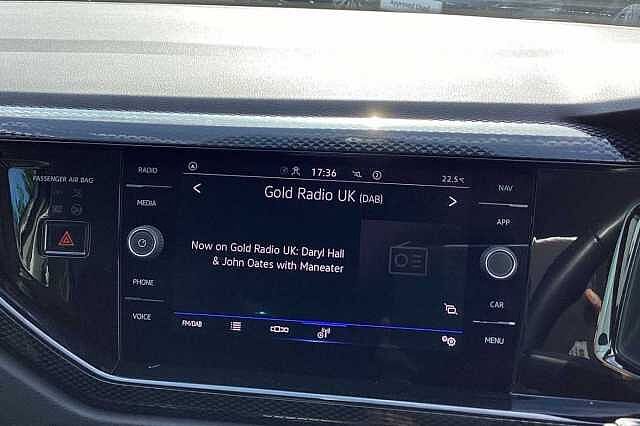 PASSENGER AIR BAG
RADIO
MEDIA
PHONE
VOICE
17:36
22.5°C
Gold Radio UK (DAB)
Now on Gold Radio UK: Daryl Hall
& John Oates with Maneater
FM/DAB
NAV
APP
CAR
MENU